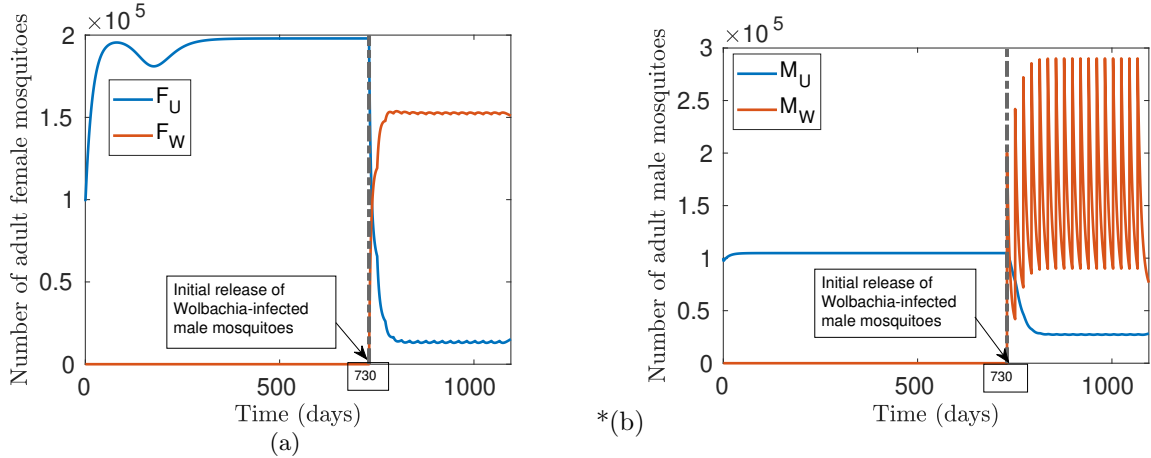 × 10^5
2
1.5
1
0.5
0
Number of adult female mosquitoes
F_U
F_W
Initial release of
Wolbachia-infected
male mosquitoes
730
0 500 1000
Time (days)
(a)
× 10^5
3
2.5
2
1.5
1
0.5
0
Number of adult male mosquitoes
M_U
M_W
Initial release of
Wolbachia-infected
male mosquitoes
730
0 500 1000
Time (days)
*(b)